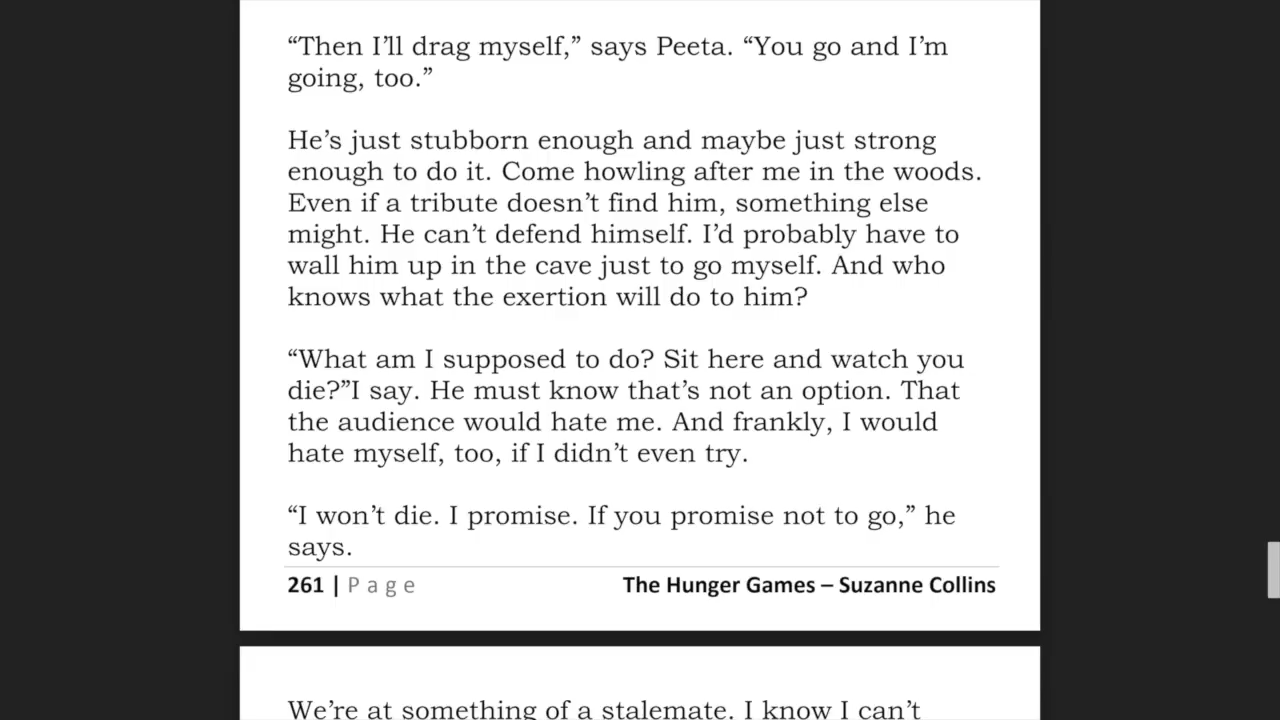 “Then I’ll drag myself,” says Peeta. “You go and I’m
going, too.”
He’s just stubborn enough and maybe just strong
enough to do it. Come howling after me in the woods.
Even if a tribute doesn’t find him, something else
might. He can’t defend himself. I’d probably have to
wall him up in the cave just to go myself. And who
knows what the exertion will do to him?
“What am I supposed to do? Sit here and watch you
die?”I say. He must know that’s not an option. That
the audience would hate me. And frankly, I would
hate myself, too, if I didn’t even try.
“I won’t die. I promise. If you promise not to go,” he
says.
261 | Page The Hunger Games – Suzanne Collins
We’re at something of a stalemate. I know I can’t